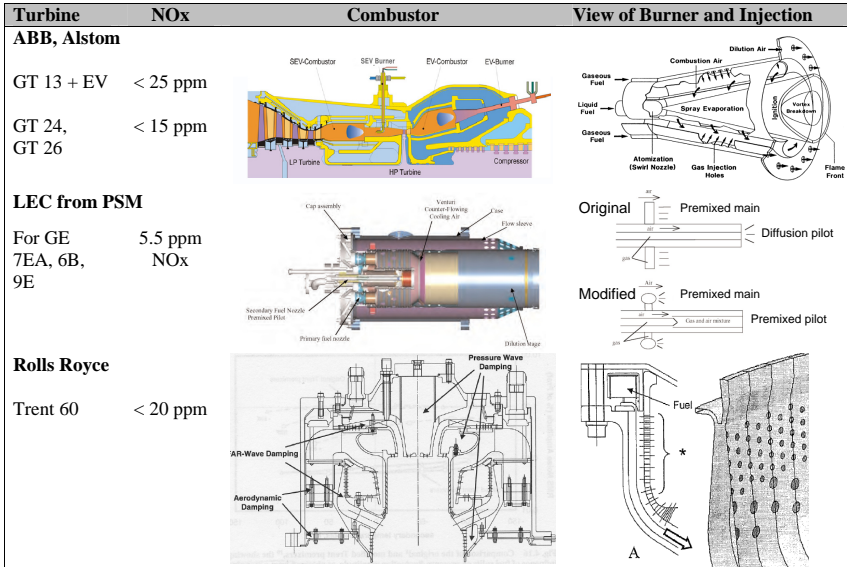 Turbine NOx Combustor View of Burner and Injection
ABB, Alstom
GT 13 + EV < 25 ppm
GT 24, < 15 ppm
GT 26
SEV-Combustor
SEV Burner
EV-Combustor
EV-Burner
LP Turbine
HP Turbine
Compressor
Dilution Air
Combustion Air
Gaseous
Fuel
Liquid
Fuel
Gaseous
Fuel
Spray Evaporation
Ignition
Vortex
Breakdown
Atomization
(Swirl Nozzle)
Gas Injection
Holes
Flame
Front
LEC from PSM
For GE 5.5 ppm
7EA, 6B, NOx
9E
Cap assembly
Venturi
Counter-Flowing
Cooling Air
Case
Flow sleeve
Secondary Fuel Nozzle
Premixed Pilot
Primary fuel nozzle
Dilution stage
Original
air
Premixed main
air
Diffusion pilot
gas
Modified
Air
Premixed main
air
Gas and air mixture
Premixed pilot
gas
Rolls Royce
Trent 60 < 20 ppm
Pressure Wave
Damping
FAR-Wave Damping
Aerodynamic
Damping
Fuel
*
A